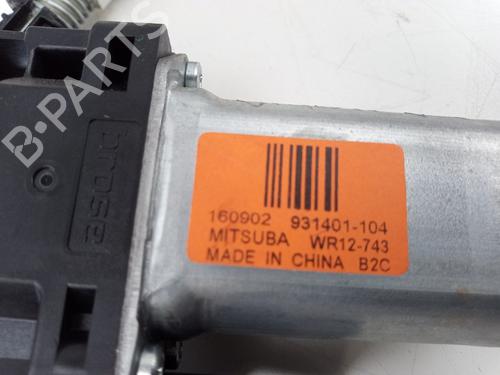 B-PARTS
brose
160902 931401-104
MITSUBA WR12-743
MADE IN CHINA B2C